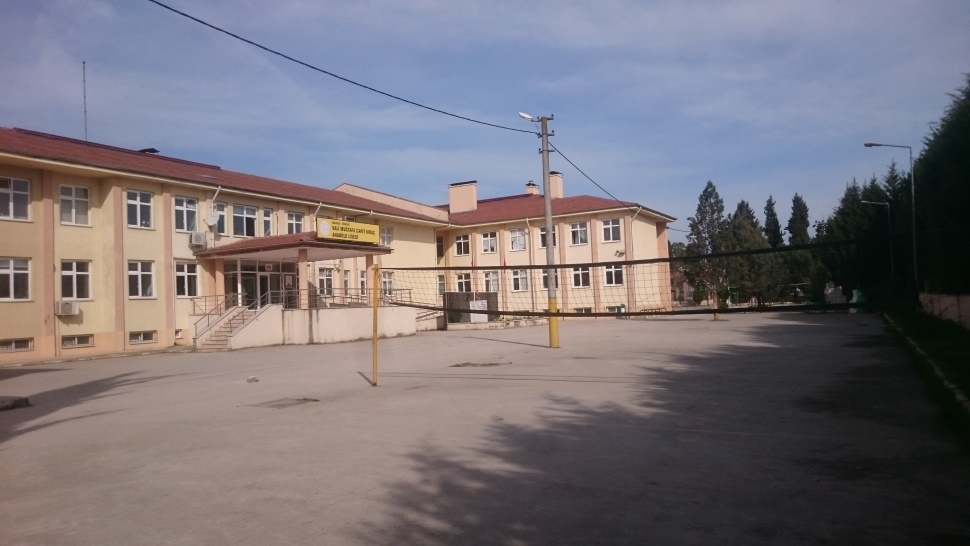 VALİ MUSTAFA CAHİT KIRAÇ
ANADOLU LİSESİ